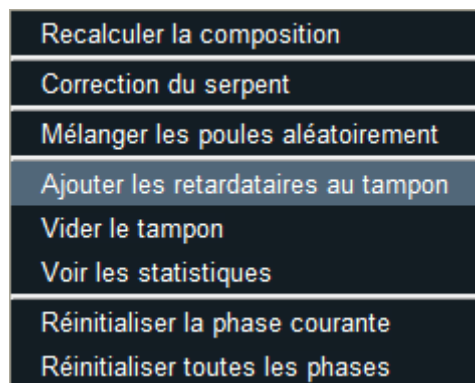 Recalculer la composition
Correction du serpent
Mélanger les poules aléatoirement
Ajouter les retardataires au tampon
Vider le tampon
Voir les statistiques
Réinitialiser la phase courante
Réinitialiser toutes les phases